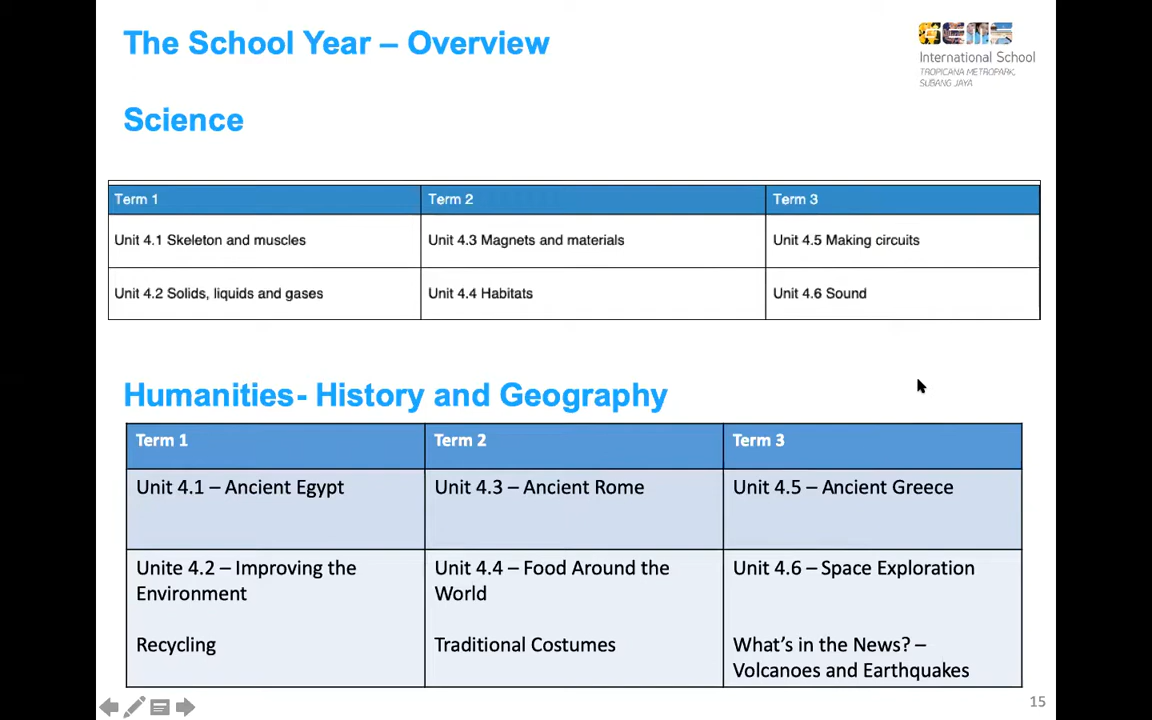 The School Year – Overview
GEMS
International School
TROPICANA METROPARK,
SUBANG JAYA
Science
Term 1 Term 2 Term 3
Unit 4.1 Skeleton and muscles Unit 4.3 Magnets and materials Unit 4.5 Making circuits
Unit 4.2 Solids, liquids and gases Unit 4.4 Habitats Unit 4.6 Sound
Humanities- History and Geography
Term 1 Term 2 Term 3
Unit 4.1 – Ancient Egypt Unit 4.3 – Ancient Rome Unit 4.5 – Ancient Greece
Unite 4.2 – Improving the Unit 4.4 – Food Around the Unit 4.6 – Space Exploration
Environment World
Recycling Traditional Costumes What’s in the News? –
Volcanoes and Earthquakes
15